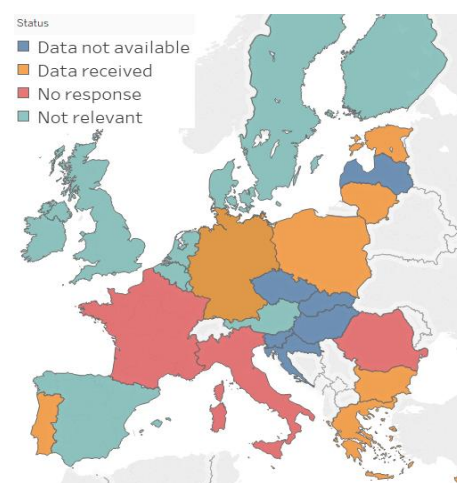 Status
Data not available
Data received
No response
Not relevant